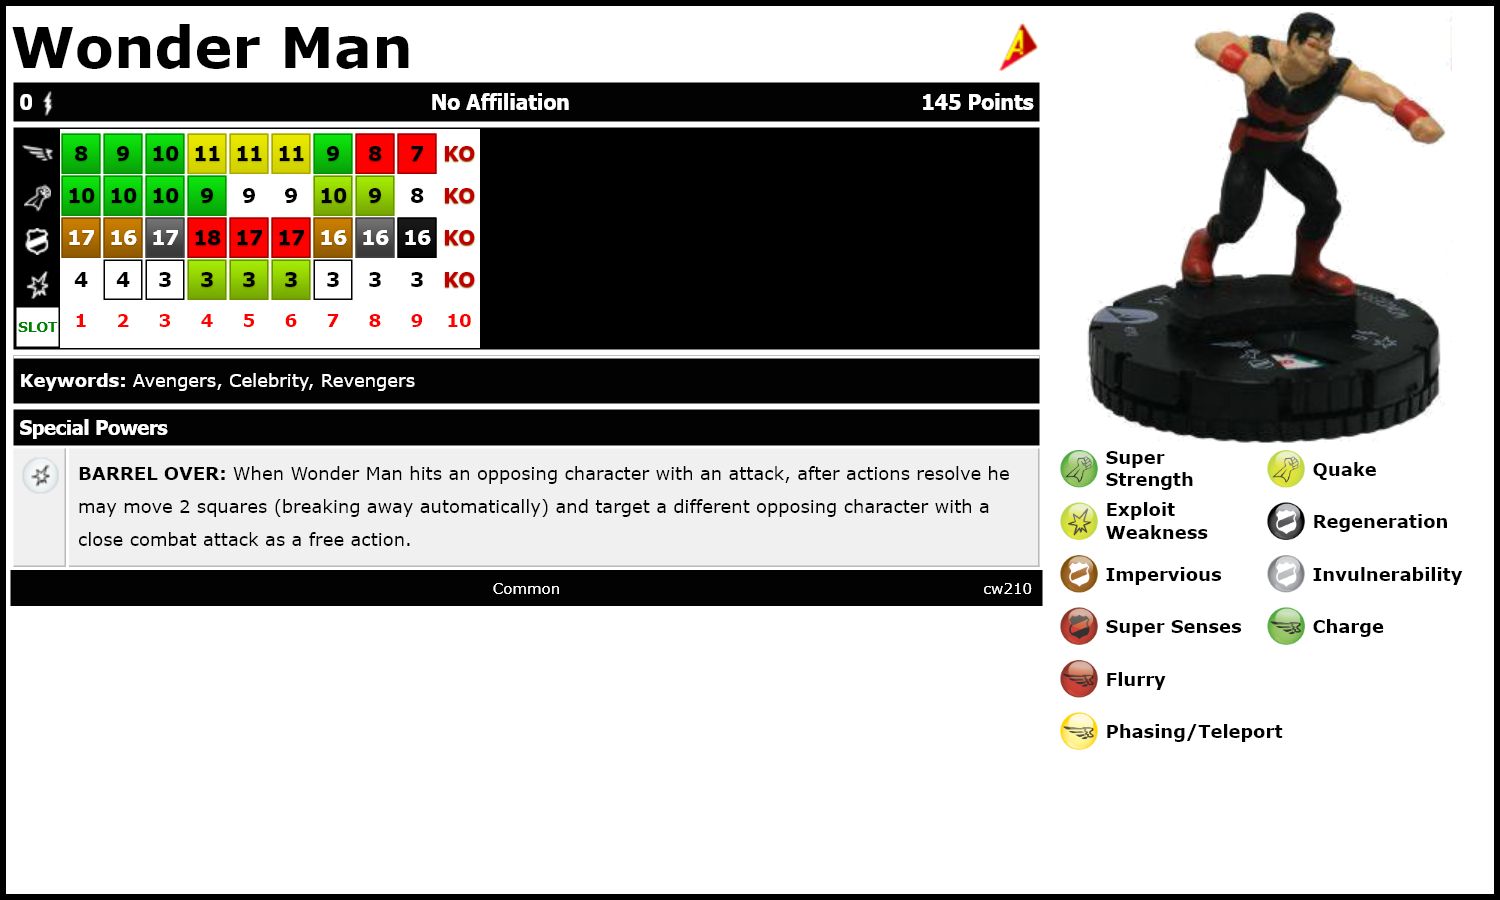 Wonder Man
A
0 No Affiliation 145 Points
8 9 10 11 11 11 9 8 7 KO
10 10 10 9 9 9 10 9 8 KO
17 16 17 18 17 17 16 16 16 KO
4 4 3 3 3 3 3 3 3 KO
SLOT 1 2 3 4 5 6 7 8 9 10
Keywords: Avengers, Celebrity, Revengers
Special Powers
BARREL OVER: When Wonder Man hits an opposing character with an attack, after actions resolve he
may move 2 squares (breaking away automatically) and target a different opposing character with a
close combat attack as a free action.
Common cw210
Super
Strength
Quake
Exploit
Weakness
Regeneration
Impervious
Invulnerability
Super Senses
Charge
Flurry
Phasing/Teleport